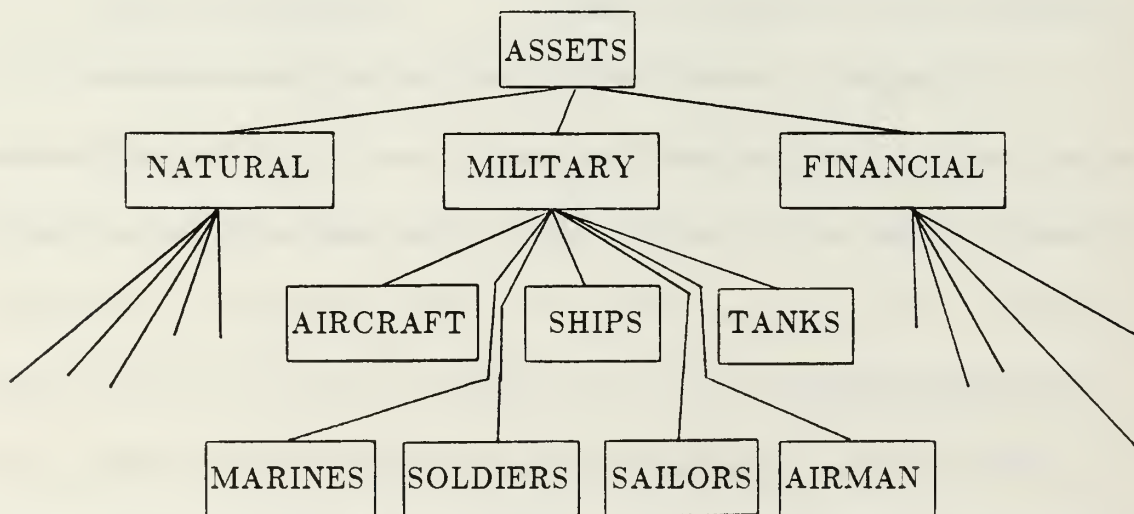 ASSETS
NATURAL MILITARY FINANCIAL
AIRCRAFT SHIPS TANKS
MARINES SOLDIERS SAILORS AIRMAN